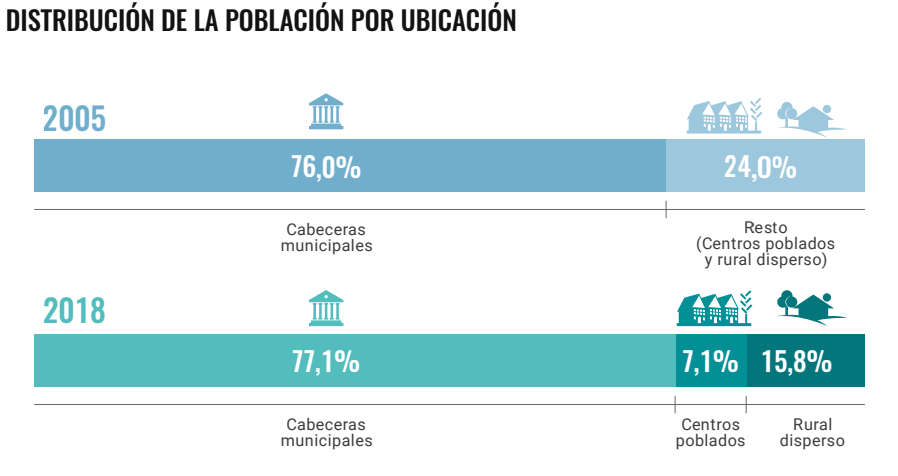 DISTRIBUCIÓN DE LA POBLACIÓN POR UBICACIÓN
2005
76,0%
24,0%
Cabeceras
municipales
Resto
(Centros poblados
y rural disperso)
2018
77,1%
7,1%
15,8%
Cabeceras
municipales
Centros
poblados
Rural
disperso